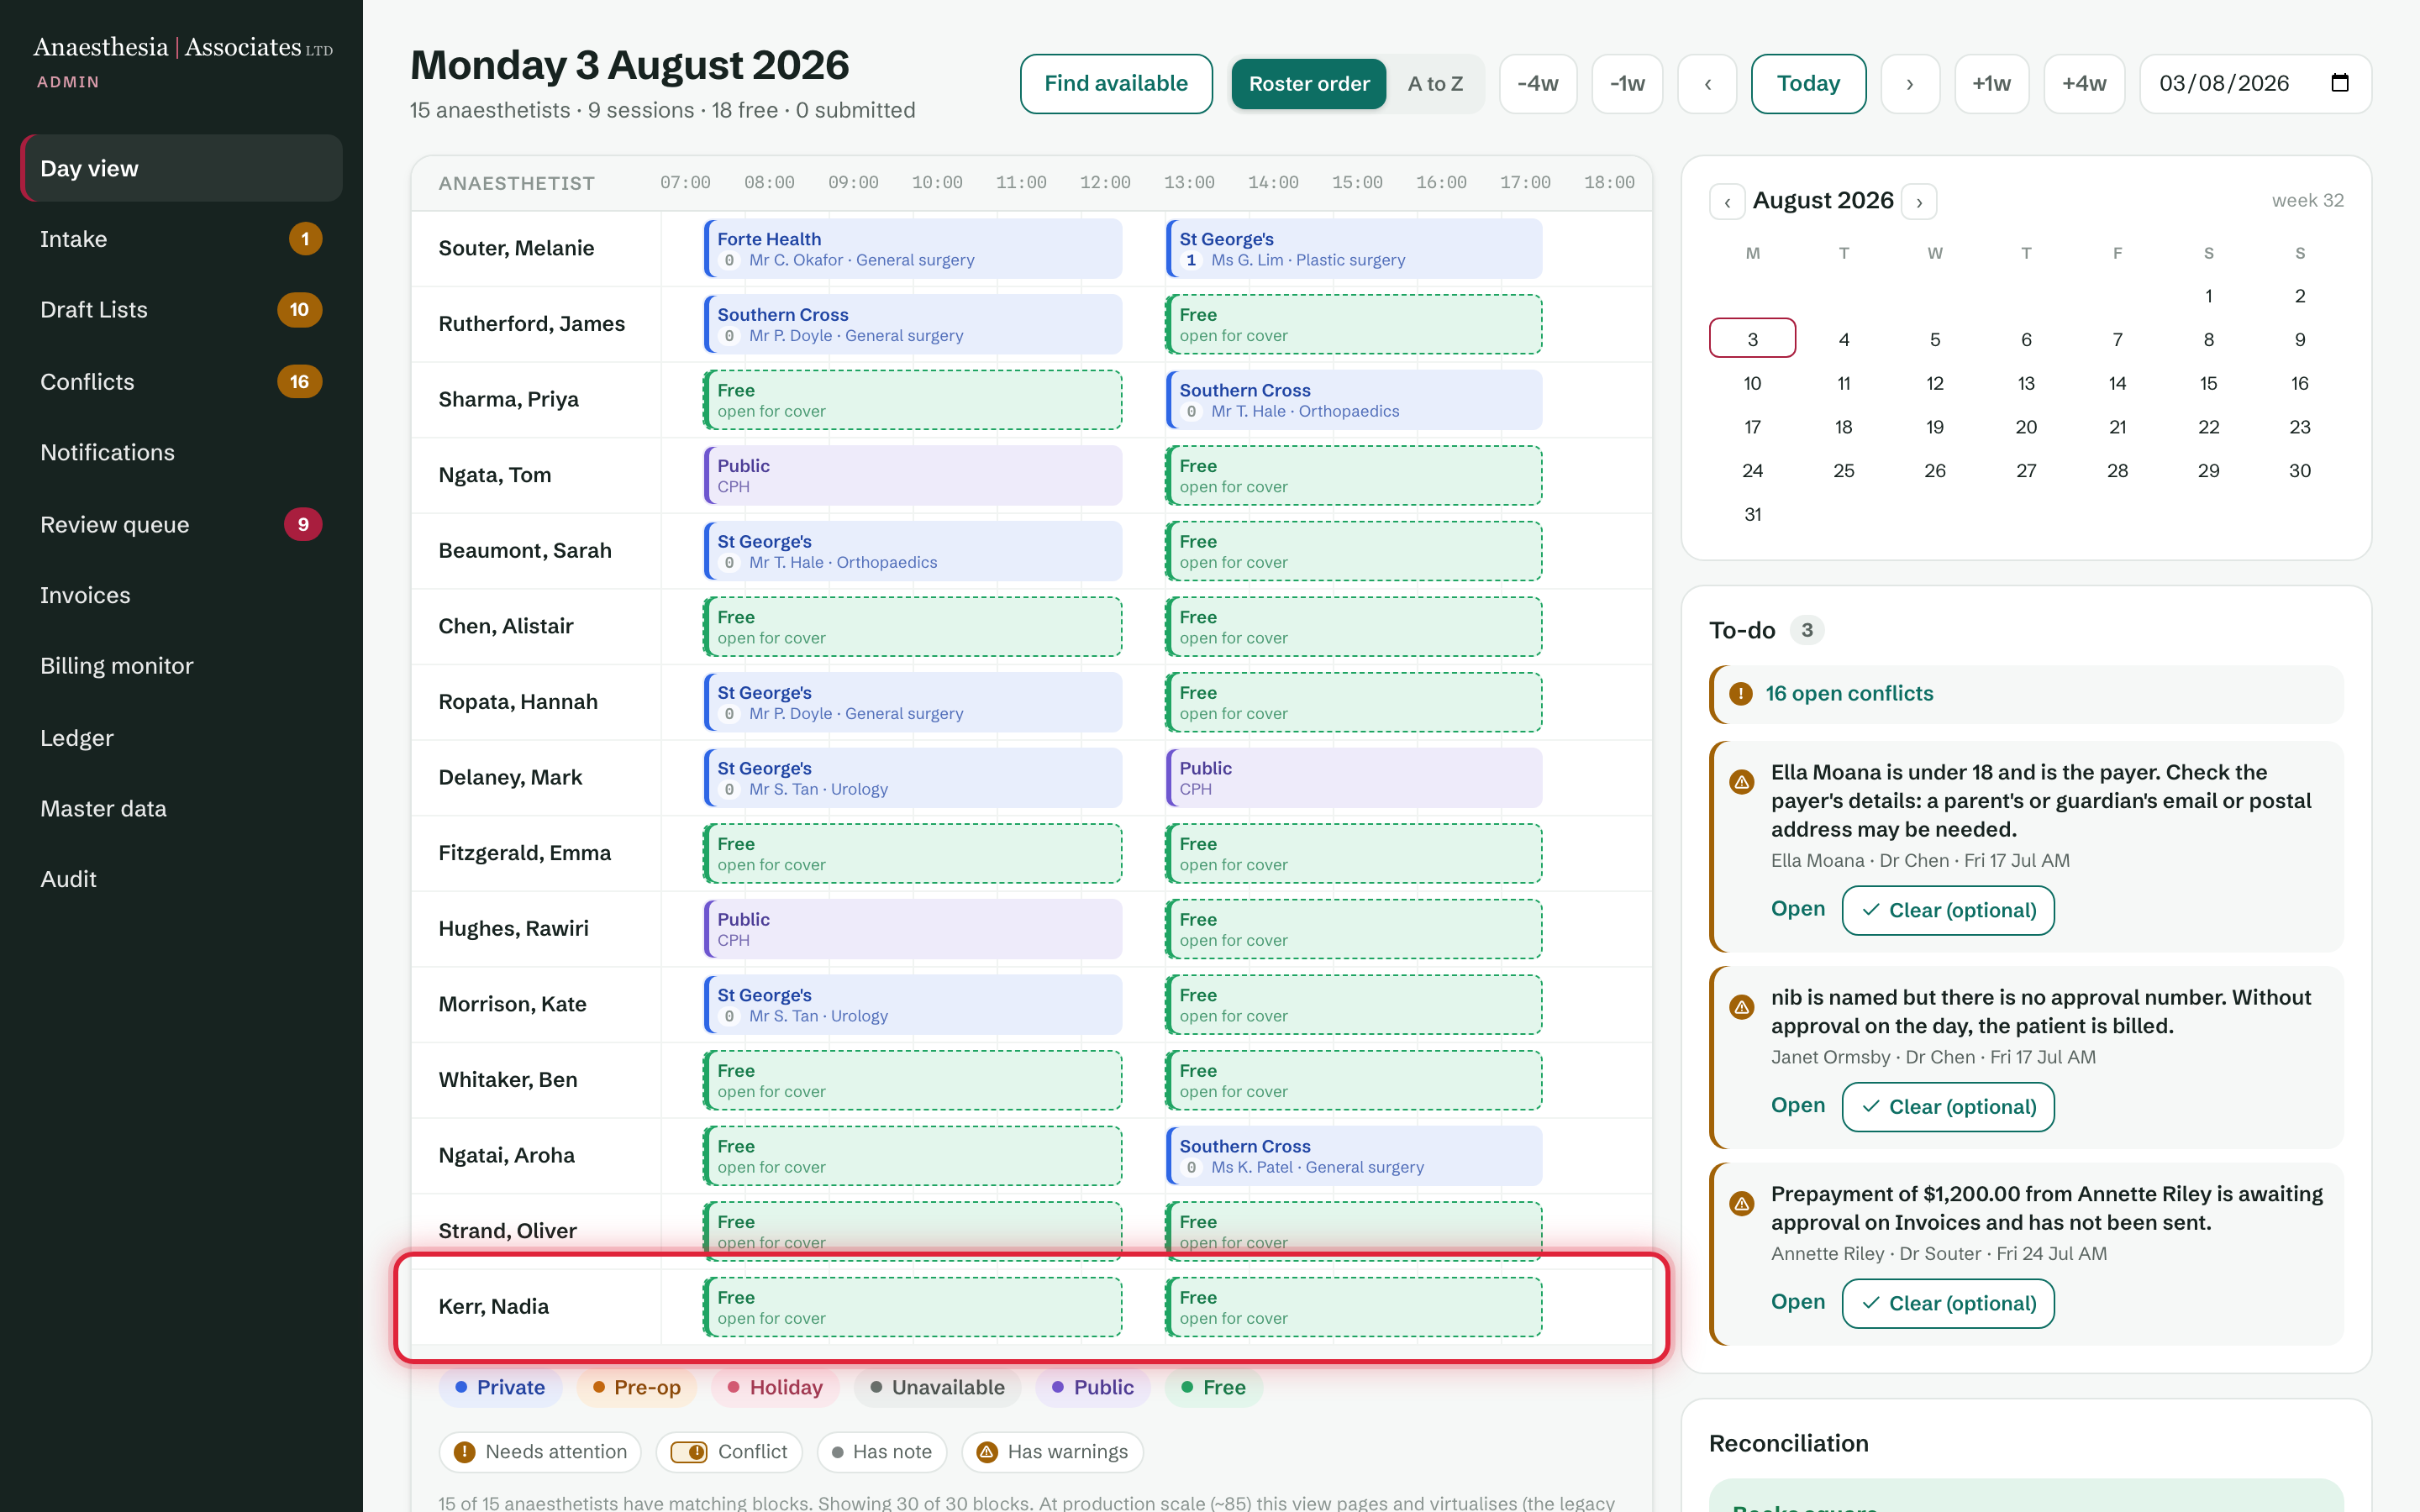 Anaesthesia | Associates LTD
ADMIN
Day view
Intake 1
Draft Lists 10
Conflicts 16
Notifications
Review queue 9
Invoices
Billing monitor
Ledger
Master data
Audit
Monday 3 August 2026
15 anaesthetists · 9 sessions · 18 free · 0 submitted
Find available
Roster order A to Z
-4w -1w ‹ Today › +1w +4w 03/08/2026
ANAESTHETIST 07:00 08:00 09:00 10:00 11:00 12:00 13:00 14:00 15:00 16:00 17:00 18:00
Souter, Melanie
Forte Health
0 Mr C. Okafor · General surgery
St George's
1 Ms G. Lim · Plastic surgery
Rutherford, James
Southern Cross
0 Mr P. Doyle · General surgery
Free
open for cover
Sharma, Priya
Free
open for cover
Southern Cross
0 Mr T. Hale · Orthopaedics
Ngata, Tom
Public
CPH
Free
open for cover
Beaumont, Sarah
St George's
0 Mr T. Hale · Orthopaedics
Free
open for cover
Chen, Alistair
Free
open for cover
Free
open for cover
Ropata, Hannah
St George's
0 Mr P. Doyle · General surgery
Free
open for cover
Delaney, Mark
St George's
0 Mr S. Tan · Urology
Public
CPH
Fitzgerald, Emma
Free
open for cover
Free
open for cover
Hughes, Rawiri
Public
CPH
Free
open for cover
Morrison, Kate
St George's
0 Mr S. Tan · Urology
Free
open for cover
Whitaker, Ben
Free
open for cover
Free
open for cover
Ngatai, Aroha
Free
open for cover
Southern Cross
0 Ms K. Patel · General surgery
Strand, Oliver
Free
open for cover
Free
open for cover
Kerr, Nadia
Free
open for cover
Free
open for cover
Private Pre-op Holiday Unavailable Public Free
Needs attention Conflict Has note Has warnings
15 of 15 anaesthetists have matching blocks. Showing 30 of 30 blocks. At production scale (~85) this view pages and virtualises (the legacy
‹ August 2026 › week 32
M T W T F S S
1 2
3 4 5 6 7 8 9
10 11 12 13 14 15 16
17 18 19 20 21 22 23
24 25 26 27 28 29 30
31
To-do 3
16 open conflicts
Ella Moana is under 18 and is the payer. Check the
payer's details: a parent's or guardian's email or postal
address may be needed.
Ella Moana · Dr Chen · Fri 17 Jul AM
Open ✓ Clear (optional)
nib is named but there is no approval number. Without
approval on the day, the patient is billed.
Janet Ormsby · Dr Chen · Fri 17 Jul AM
Open ✓ Clear (optional)
Prepayment of $1,200.00 from Annette Riley is awaiting
approval on Invoices and has not been sent.
Annette Riley · Dr Souter · Fri 24 Jul AM
Open ✓ Clear (optional)
Reconciliation